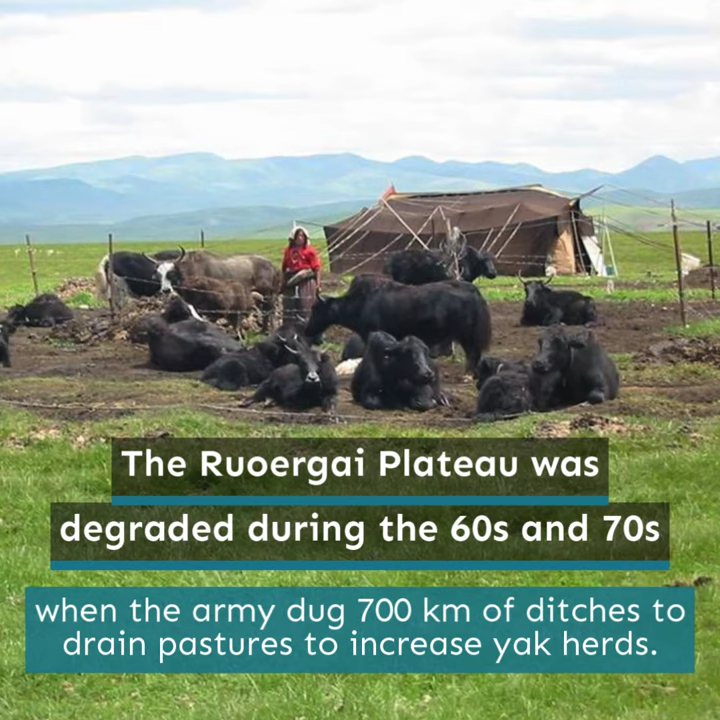 The Ruoergai Plateau was
degraded during the 60s and 70s
when the army dug 700 km of ditches to
drain pastures to increase yak herds.